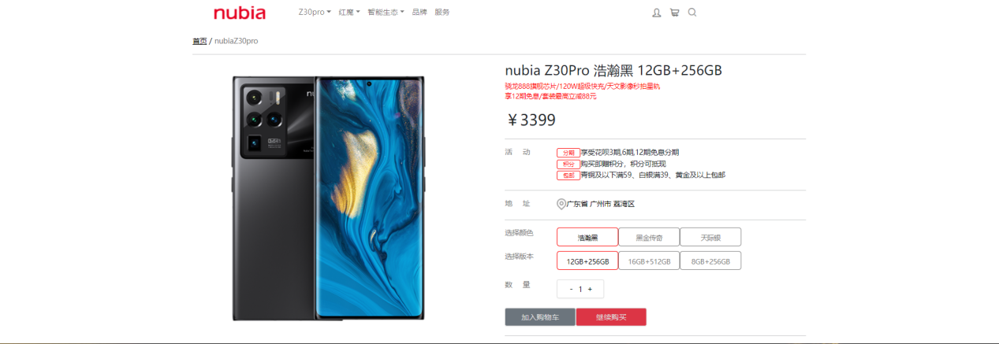 nubia
Z30pro 红魔 智能生态 品牌 服务
首页 / nubiaZ30pro
nubia Z30Pro 浩瀚黑 12GB+256GB
骁龙888旗舰芯片/120W超级快充/天文影像秒拍星轨
享12期免息/套装最高立减88元
¥3399
活 动
分期 享受花呗3期,6期,12期免息分期
积分 购买即赠积分，积分可抵现
包邮 青铜及以下满59、白银满39、黄金及以上包邮
地 址 广东省 广州市 荔湾区
选择颜色 浩瀚黑 黑金传奇 天际银
选择版本 12GB+256GB 16GB+512GB 8GB+256GB
数 量 - 1 +
加入购物车 继续购买